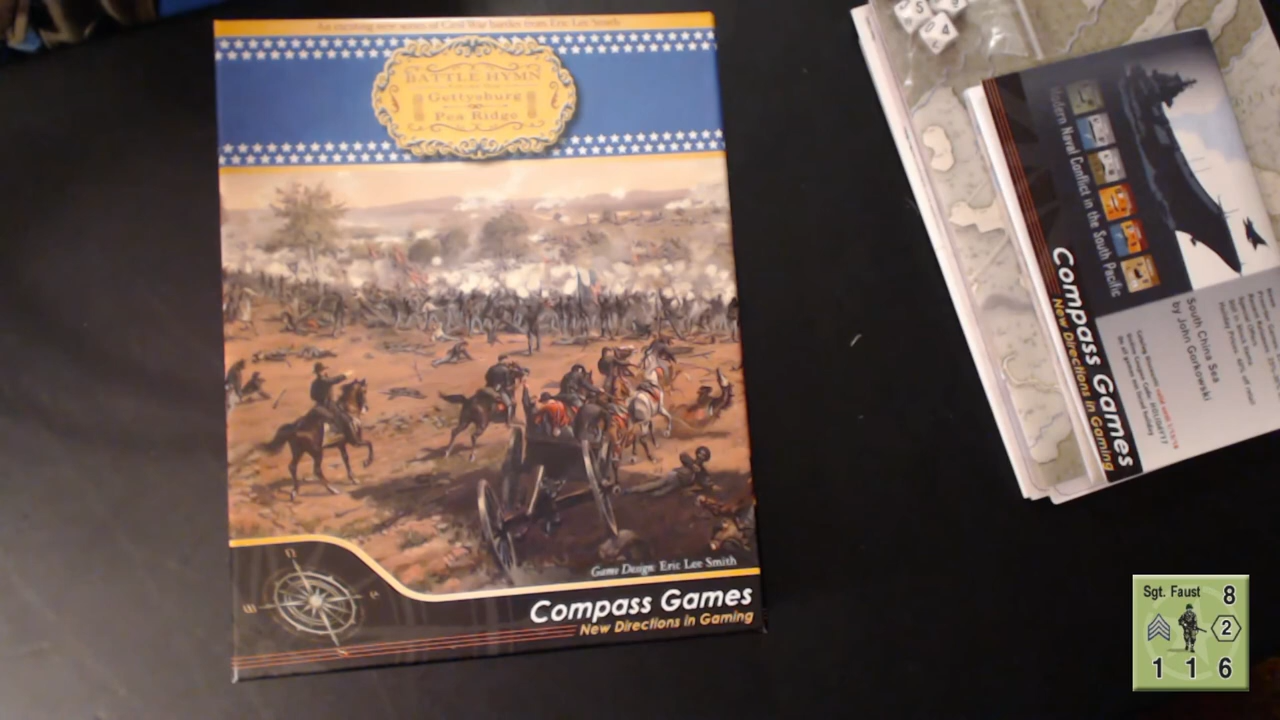 An exciting new series of Civil War battles from Eric Lee Smith
BATTLE HYMN
Gettysburg
Pea Ridge
Game Design: Eric Lee Smith
Compass Games
New Directions in Gaming
Modern Naval Conflict in the South Pacific
Compass Games
New Directions in Gaming
South China Sea
by John Gorkowski
Sgt. Faust 8
2
1 1 6